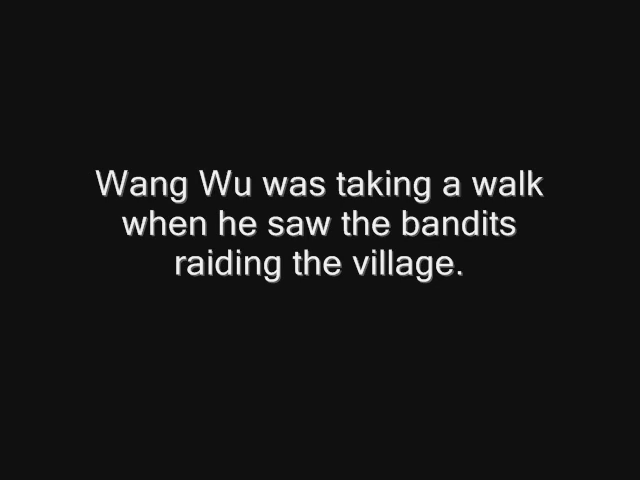 Wang Wu was taking a walk
when he saw the bandits
raiding the village.